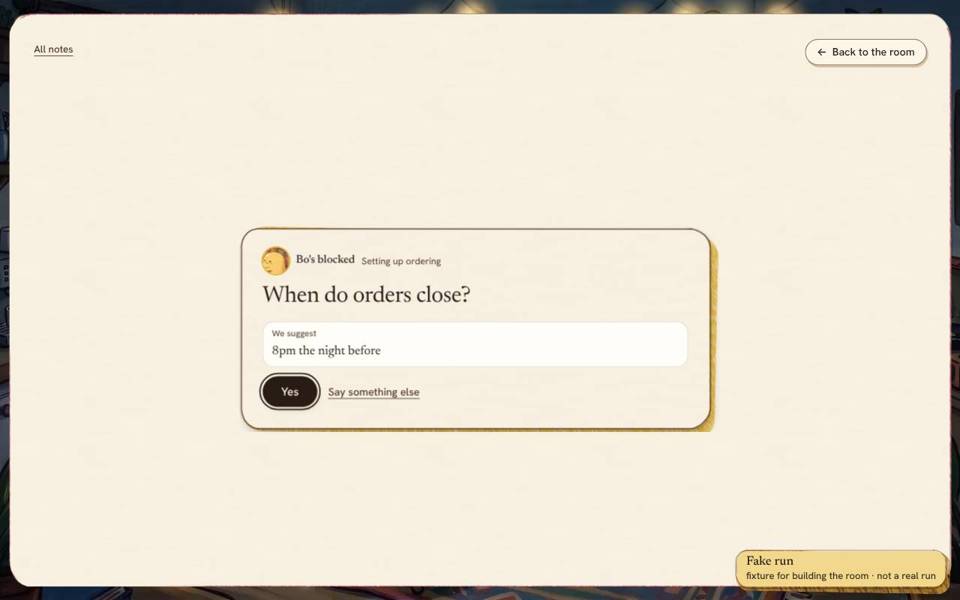 All notes
← Back to the room
Bo's blocked Setting up ordering
When do orders close?
We suggest
8pm the night before
Yes Say something else
Fake run
fixture for building the room · not a real run